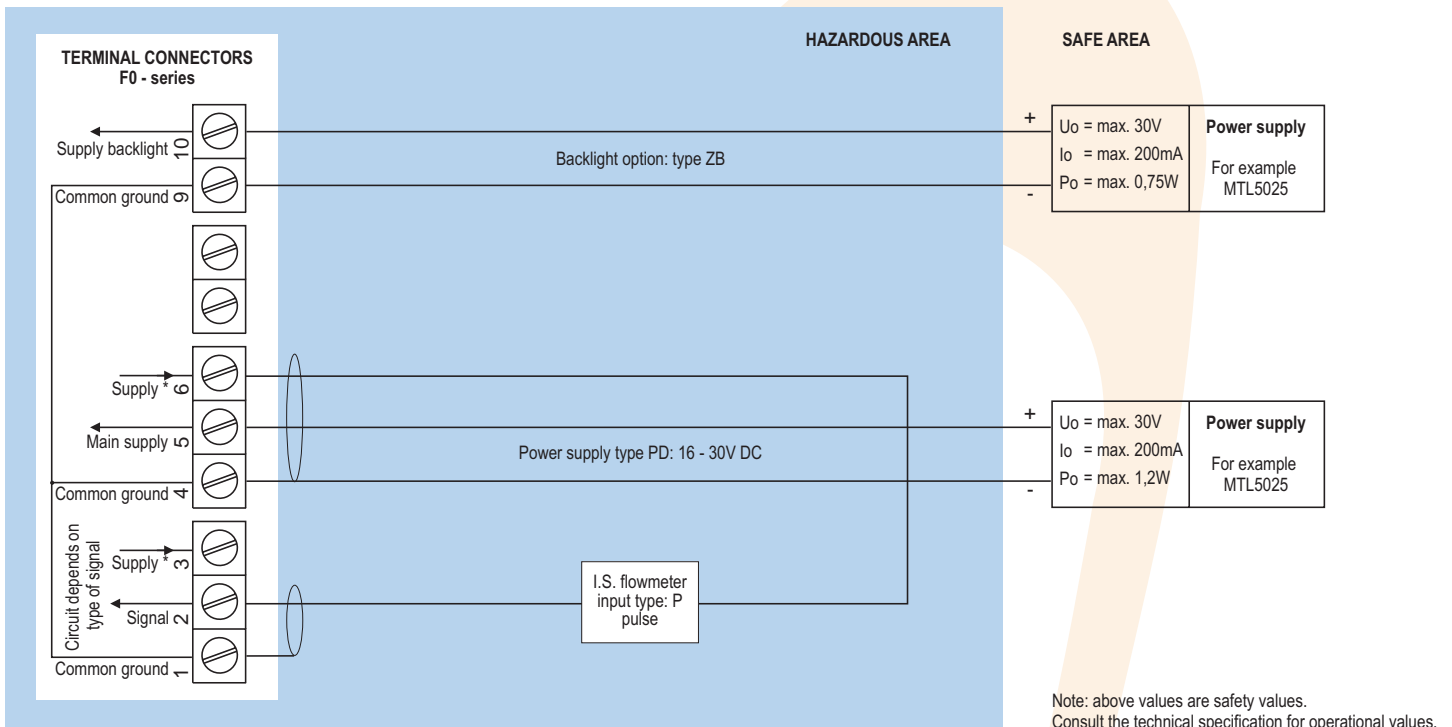 HAZARDOUS AREA
SAFE AREA
TERMINAL CONNECTORS
F0 - series
Supply backlight 10
Common ground 9
Backlight option: type ZB
+
-
Uo = max. 30V
Io = max. 200mA
Po = max. 0,75W
Power supply
For example
MTL5025
Supply * 6
Main supply 5
Common ground 4
Power supply type PD: 16 - 30V DC
+
-
Uo = max. 30V
Io = max. 200mA
Po = max. 1,2W
Power supply
For example
MTL5025
Circuit depends on
type of signal
Supply * 3
Signal 2
Common ground 1
I.S. flowmeter
input type: P
pulse
Note: above values are safety values.
Consult the technical specification for operational values.